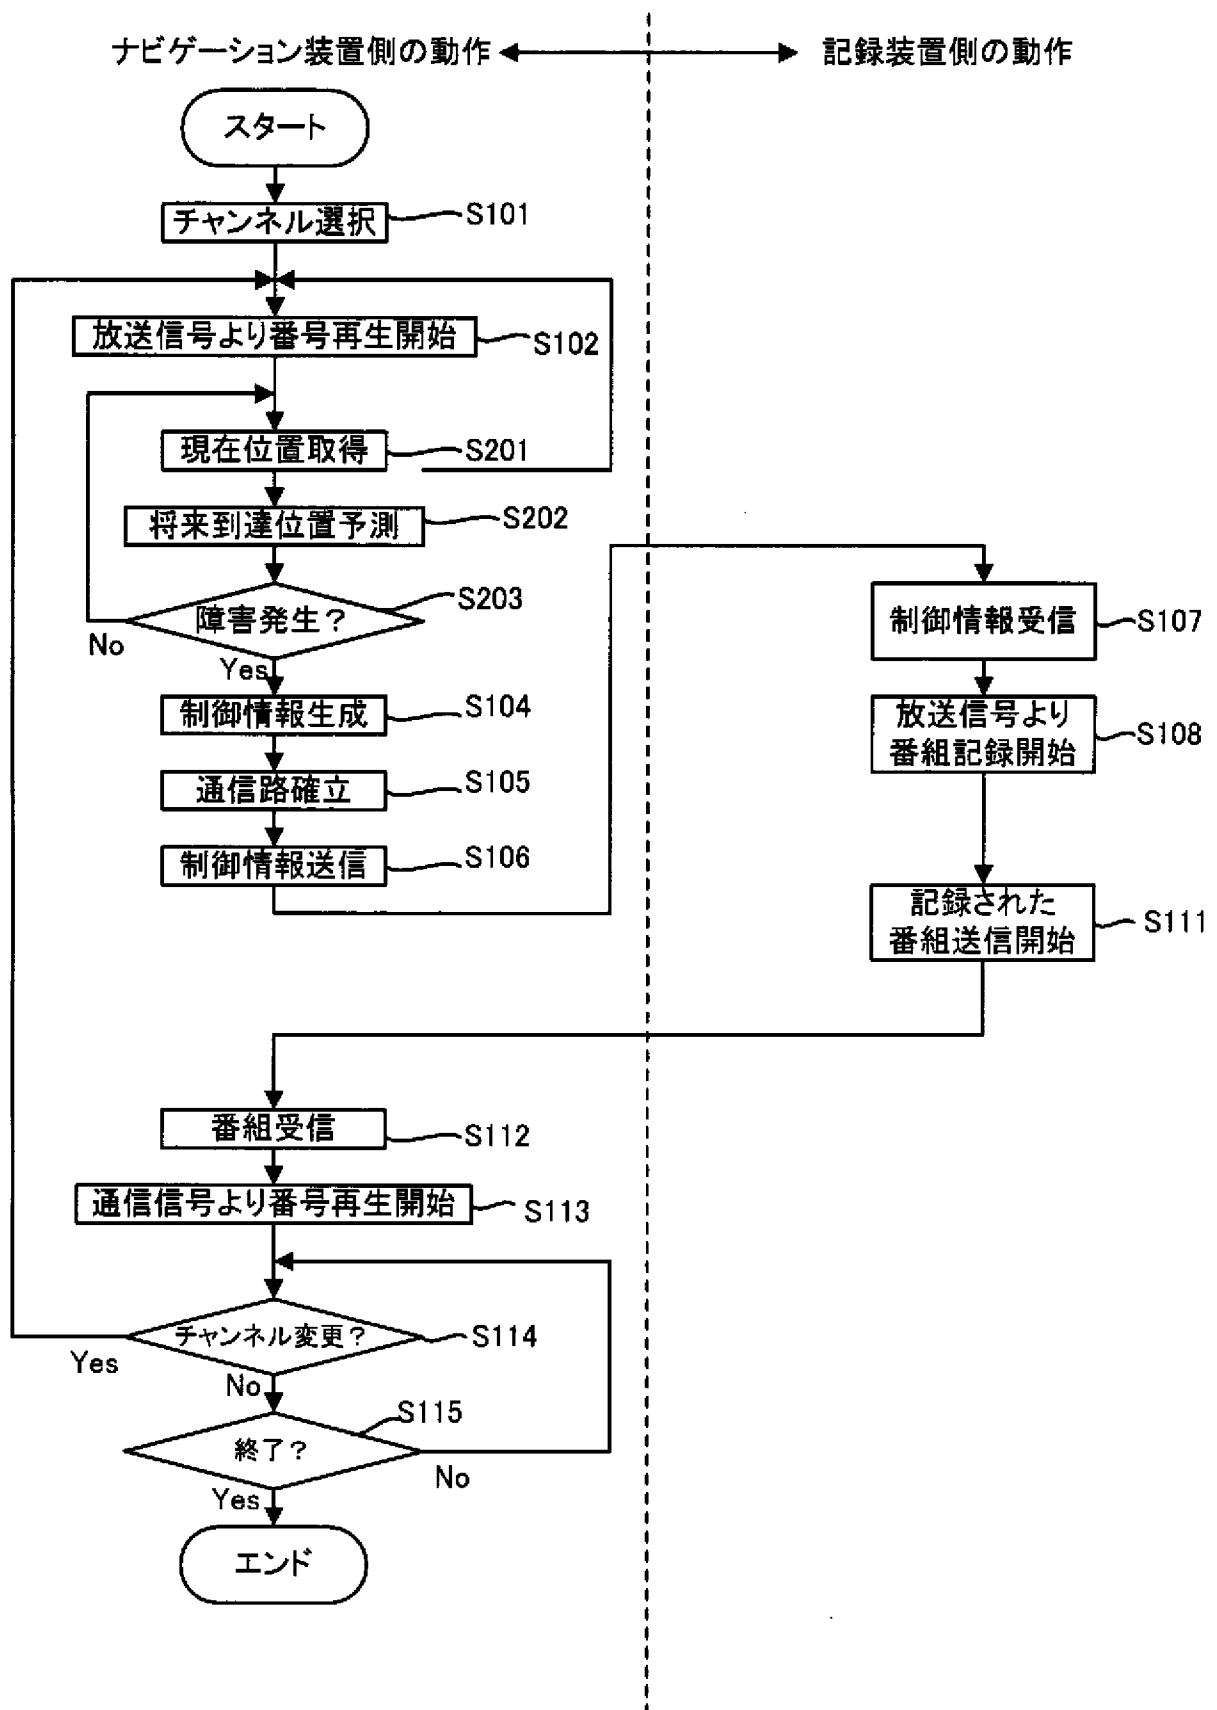 ナビゲーション装置側の動作
記録装置側の動作
スタート
チャンネル選択
S101
放送信号より番号再生開始
S102
現在位置取得
S201
将来到達位置予測
S202
障害発生?
S203
No
Yes
制御情報生成
S104
通信路確立
S105
制御情報送信
S106
制御情報受信
S107
放送信号より
番組記録開始
S108
記録された
番組送信開始
S111
番組受信
S112
通信信号より番号再生開始
S113
チャンネル変更?
S114
Yes
No
終了?
S115
No
Yes
エンド